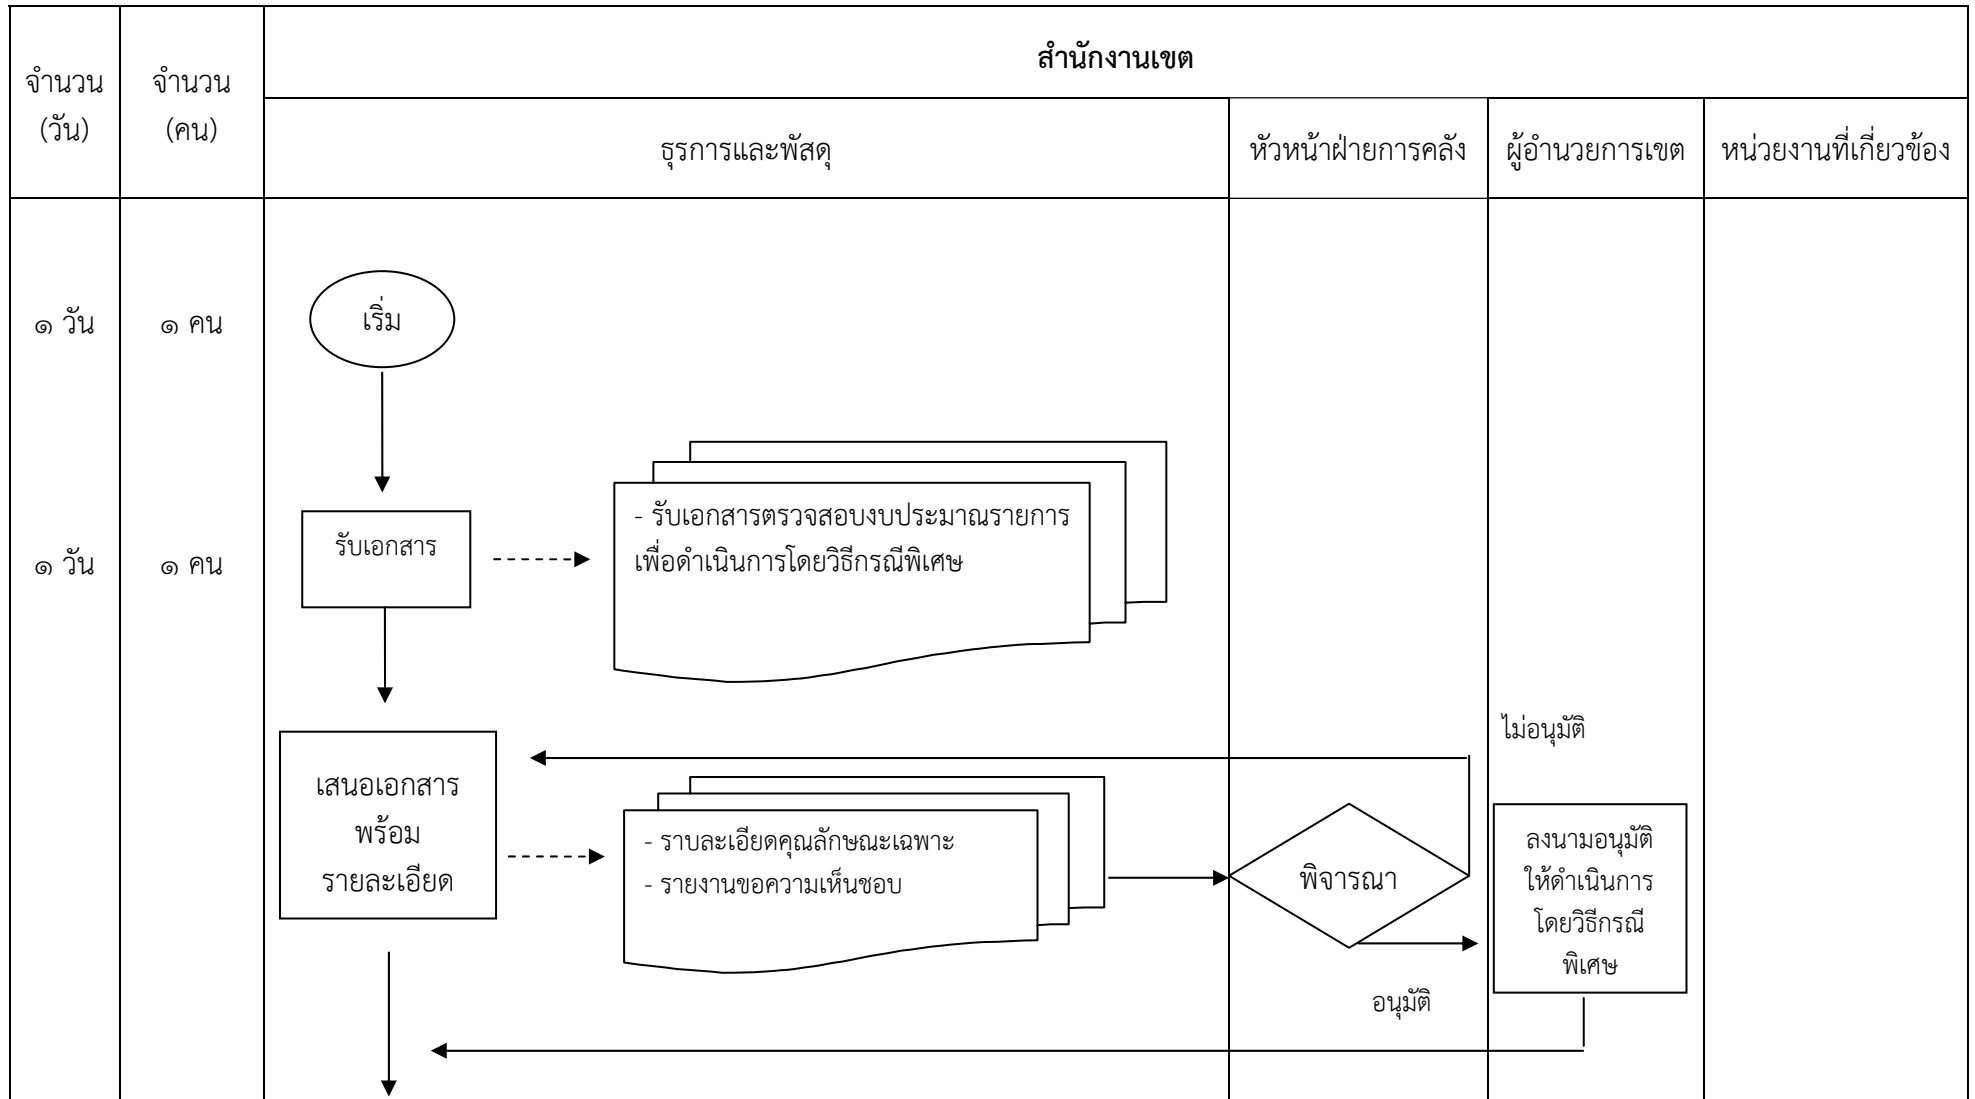 สำนักงานเขต
จำนวน
(วัน)
จำนวน
(คน)
ธุรการและพัสดุ
หัวหน้าฝ่ายการคลัง
ผู้อำนวยการเขต
หน่วยงานที่เกี่ยวข้อง
๑ วัน
๑ คน
เริ่ม
๑ วัน
๑ คน
รับเอกสาร
- รับเอกสารตรวจสอบงบประมาณรายการ
เพื่อดำเนินการโดยวิธีกรณีพิเศษ
ไม่อนุมัติ
เสนอเอกสาร
พร้อม
รายละเอียด
- ราบละเอียดคุณลักษณะเฉพาะ
- รายงานขอความเห็นชอบ
พิจารณา
ลงนามอนุมัติ
ให้ดำเนินการ
โดยวิธีกรณี
พิเศษ
อนุมัติ